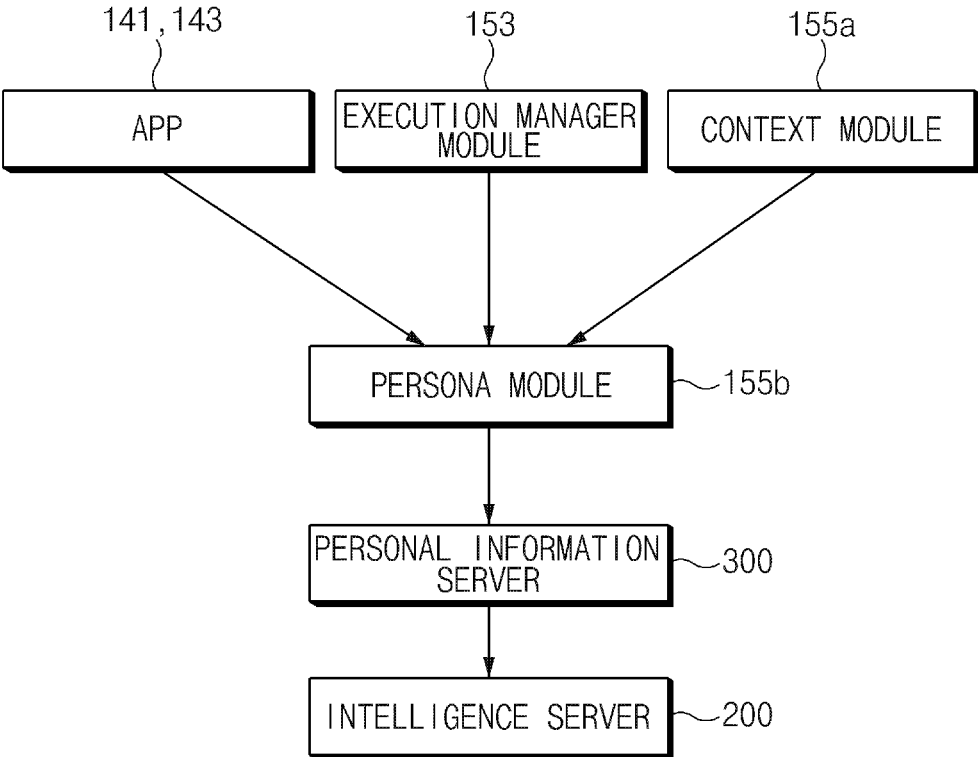 141, 143
153
155a
APP
EXECUTION MANAGER
MODULE
CONTEXT MODULE
PERSONA MODULE
155b
PERSONAL INFORMATION
SERVER
300
INTELLIGENCE SERVER
200